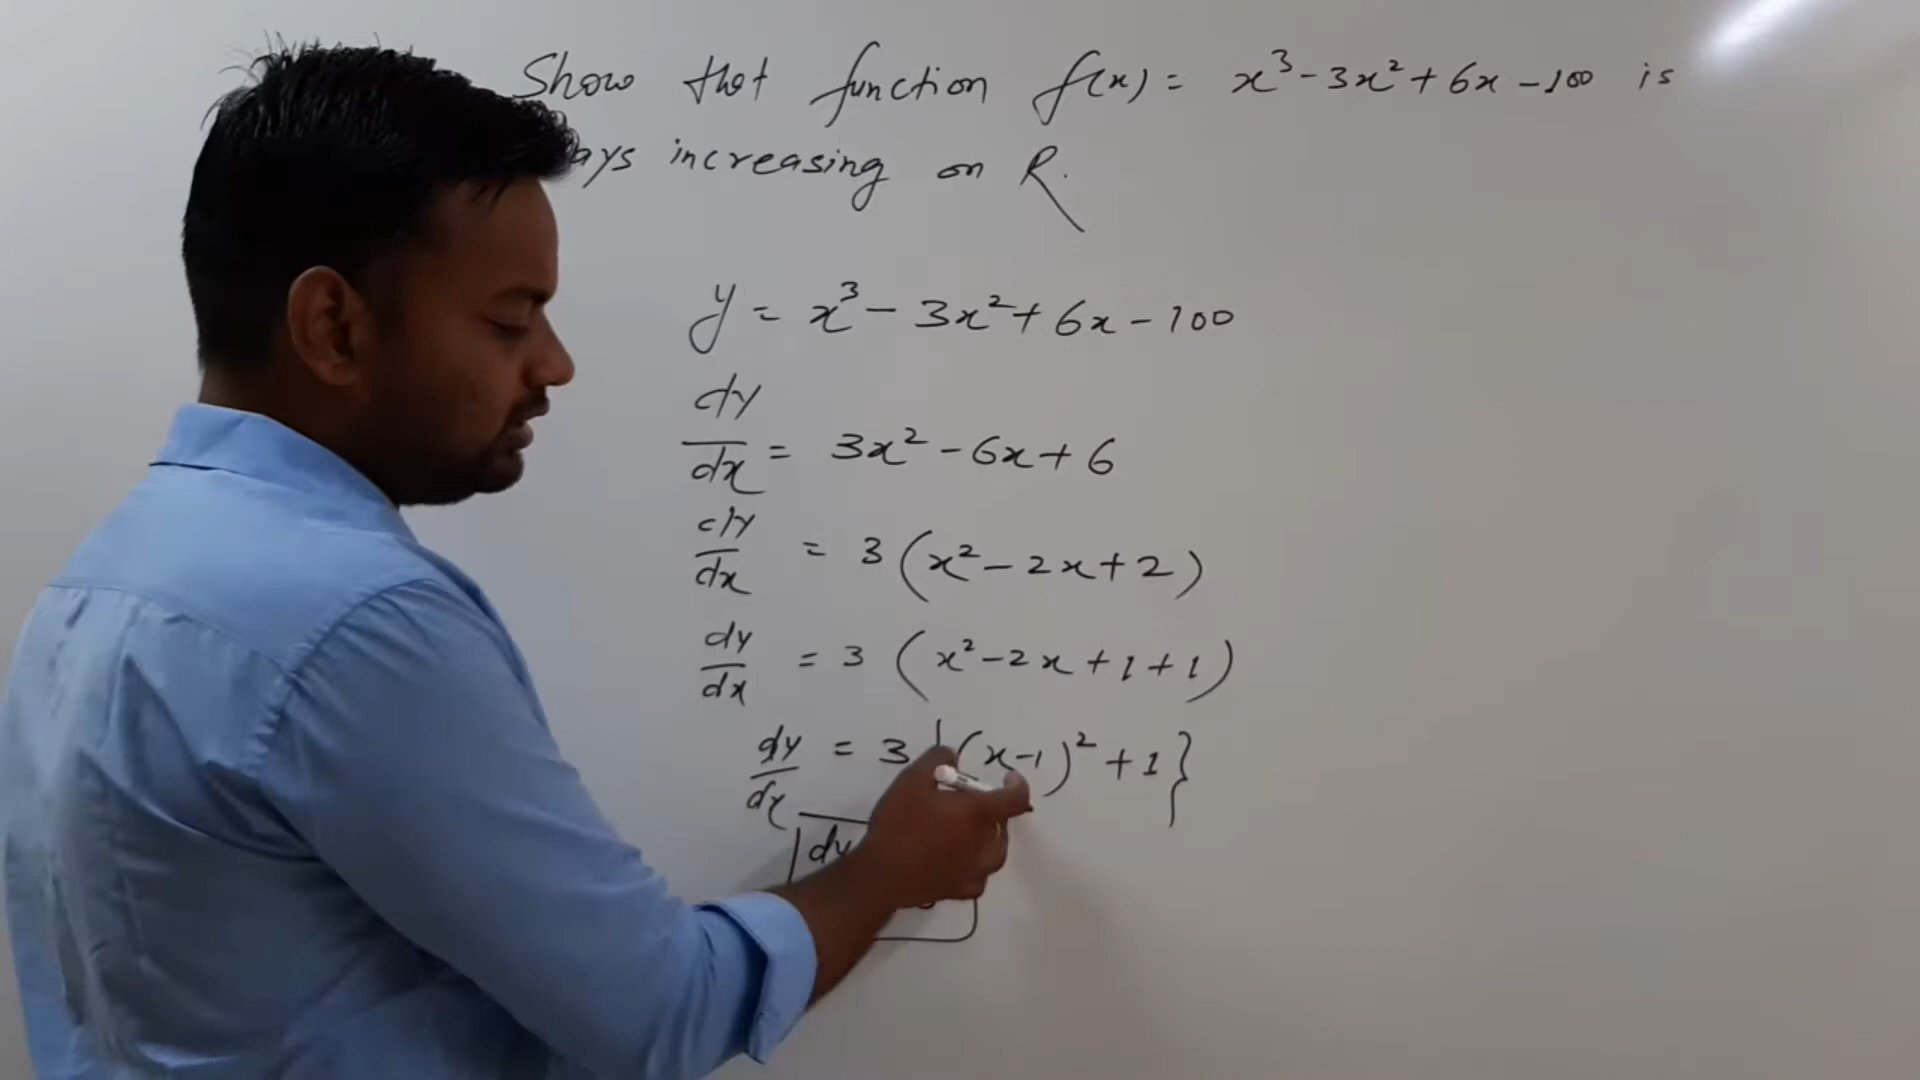 Show that function f(x) = x³ - 3x² + 6x - 100 is
increasing on R.
y = x³ - 3x² + 6x - 100
dy/dx = 3x² - 6x + 6
dy/dx = 3 (x² - 2x + 2)
dy/dx = 3 (x² - 2x + 1 + 1)
dy/dx = 3 {(x-1)² + 1}
dy